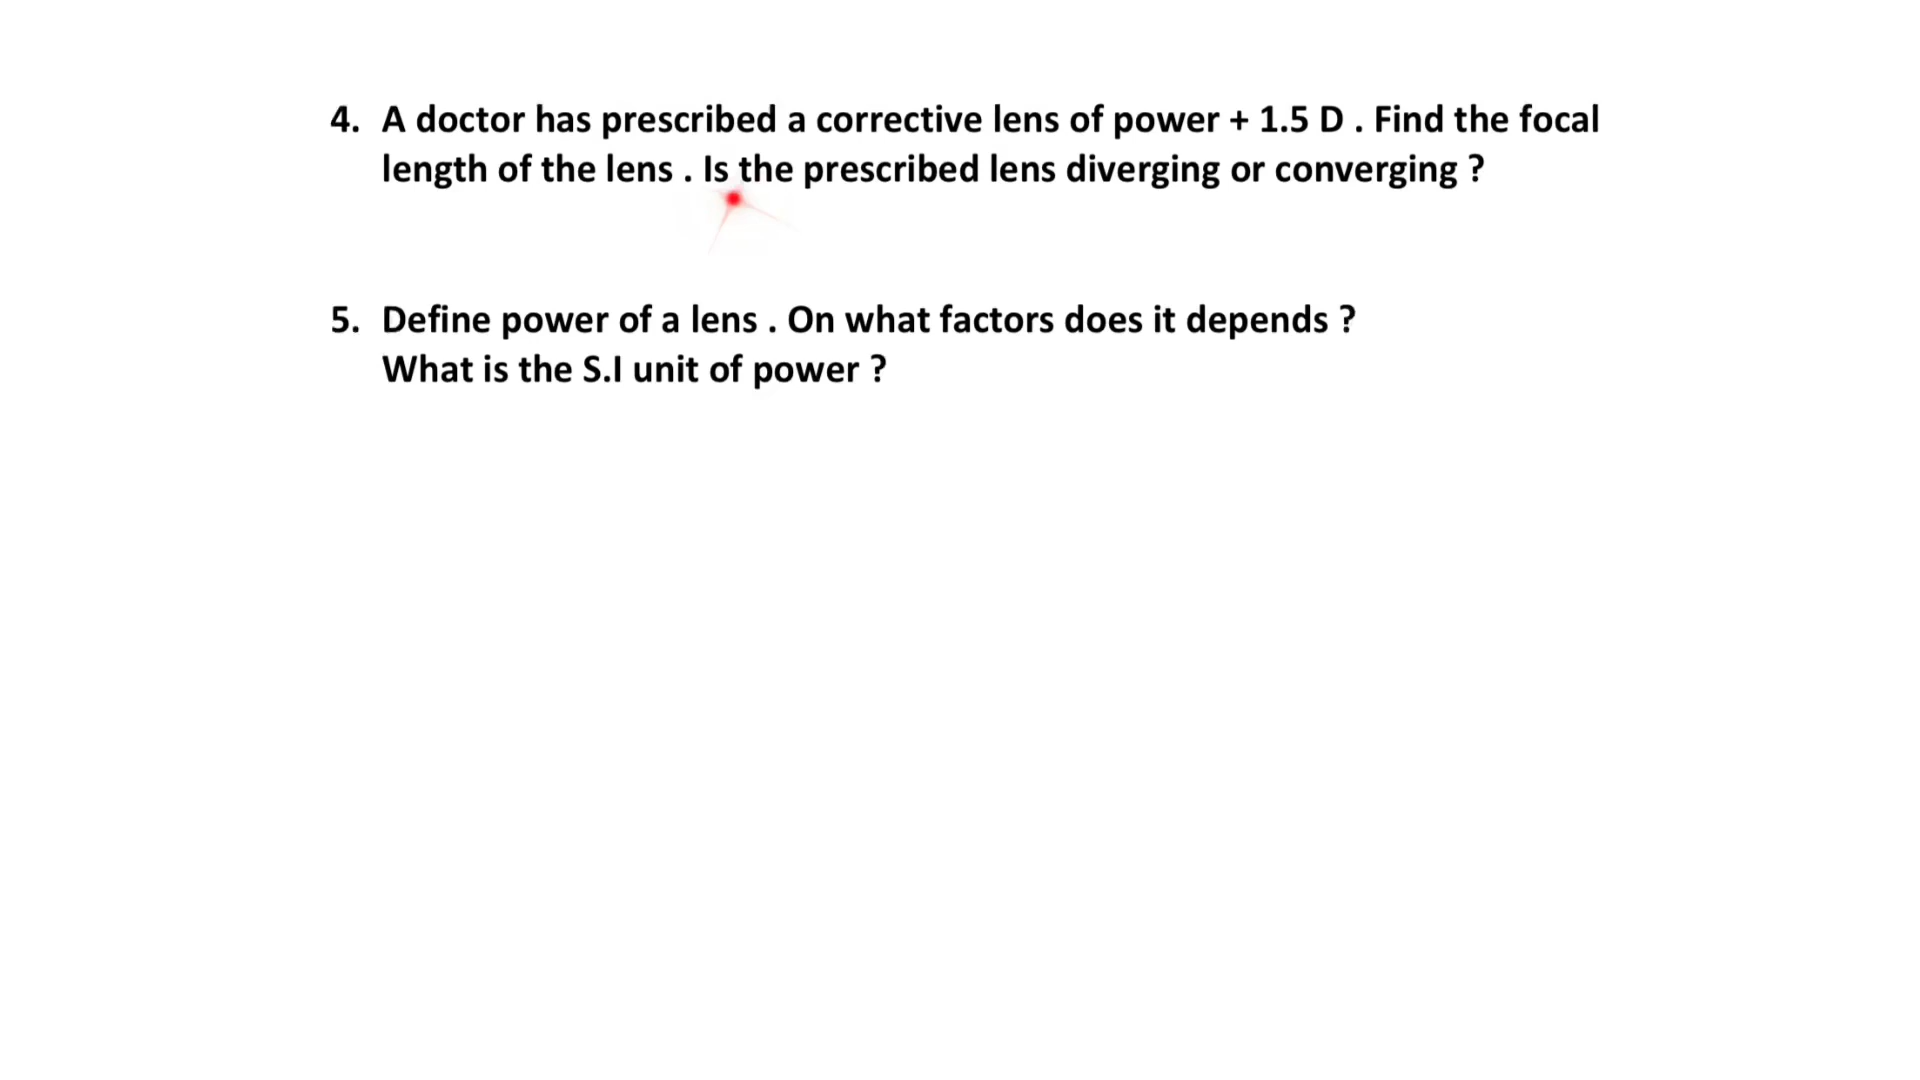 4. A doctor has prescribed a corrective lens of power + 1.5 D . Find the focal
length of the lens . Is the prescribed lens diverging or converging ?
5. Define power of a lens . On what factors does it depends ?
What is the S.I unit of power ?